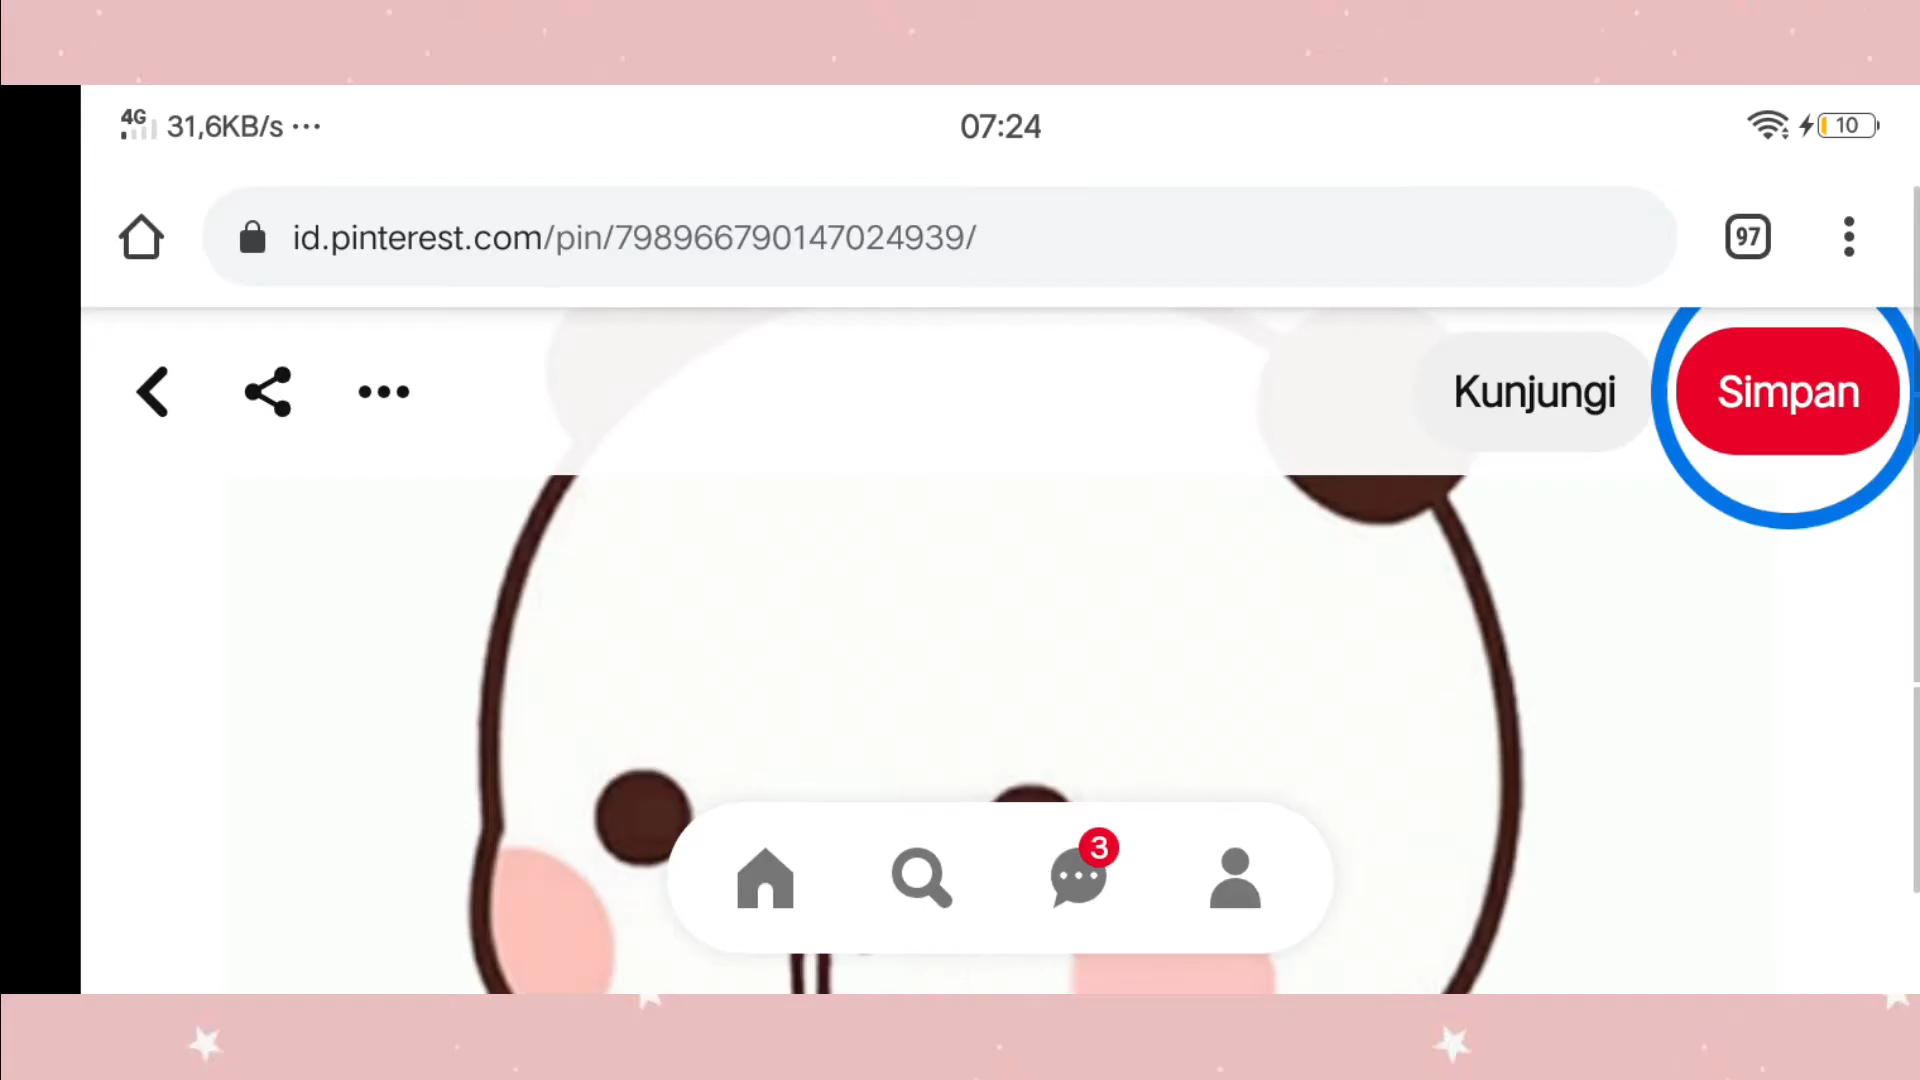 4G 31,6KB/s ... 07:24 10
id.pinterest.com/pin/798966790147024939/ 97
Kunjungi Simpan
3